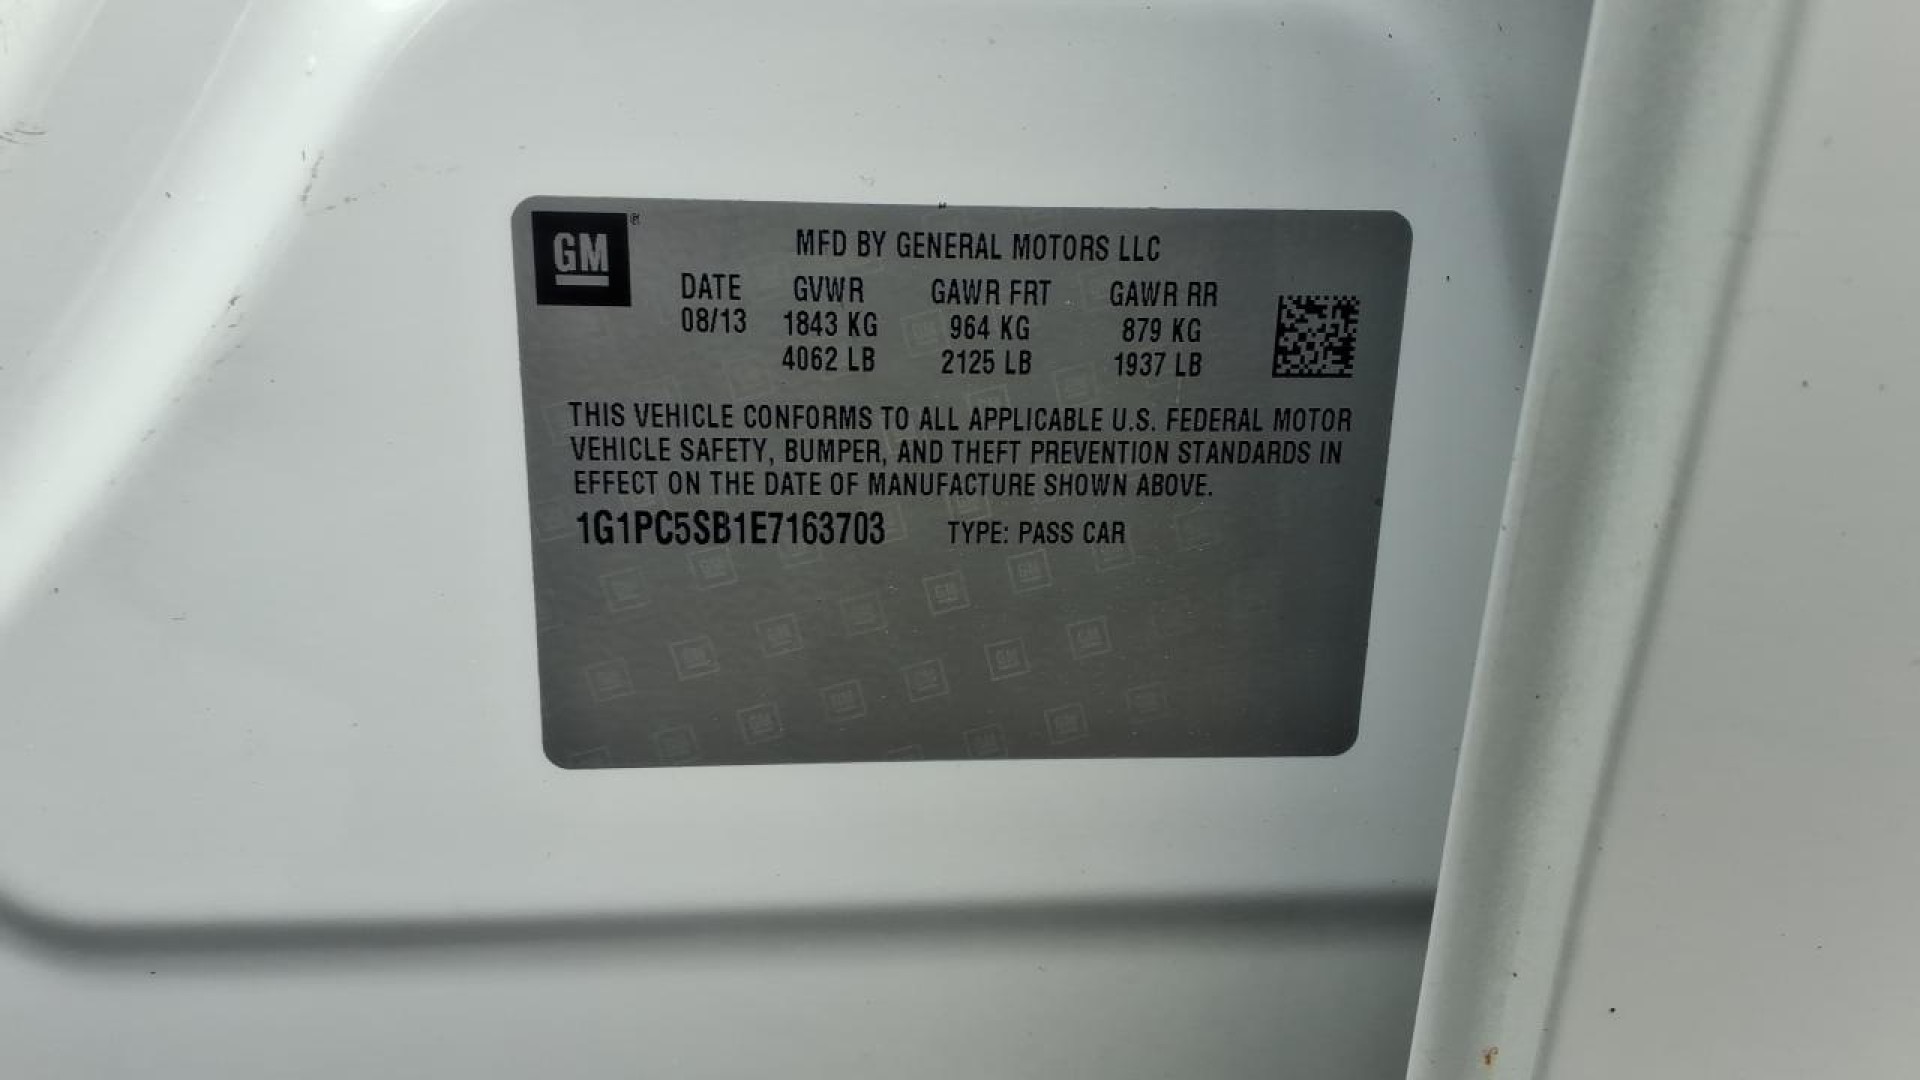 GM ®
MFD BY GENERAL MOTORS LLC
DATE GVWR GAWR FRT GAWR RR
08/13 1843 KG 964 KG 879 KG
4062 LB 2125 LB 1937 LB
THIS VEHICLE CONFORMS TO ALL APPLICABLE U.S. FEDERAL MOTOR
VEHICLE SAFETY, BUMPER, AND THEFT PREVENTION STANDARDS IN
EFFECT ON THE DATE OF MANUFACTURE SHOWN ABOVE.
1G1PC5SB1E7163703 TYPE: PASS CAR